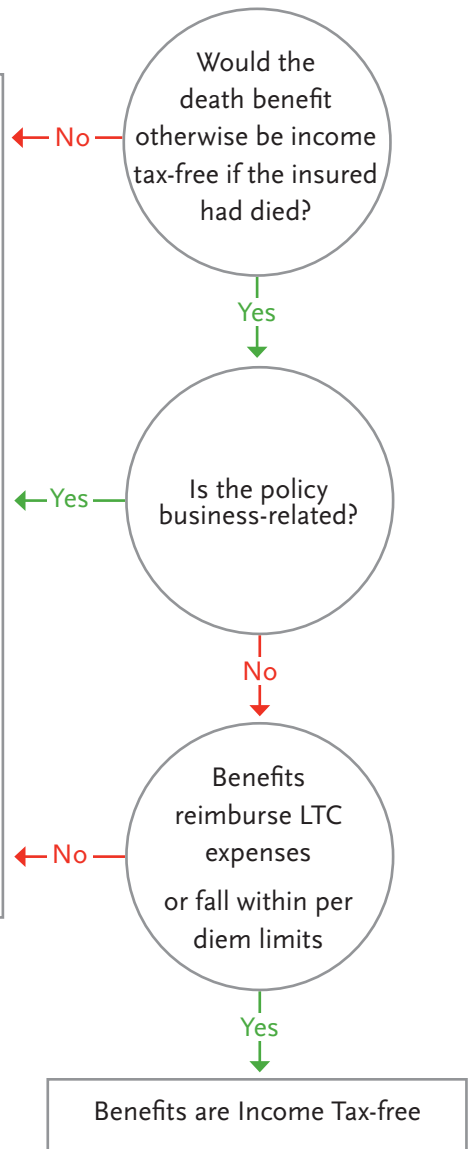 Would the
death benefit
otherwise be income
tax-free if the insured
had died?
No
Yes
Is the policy
business-related?
Yes
No
Benefits
reimburse LTC
expenses
or fall within per
diem limits
No
Yes
Benefits are Income Tax-free